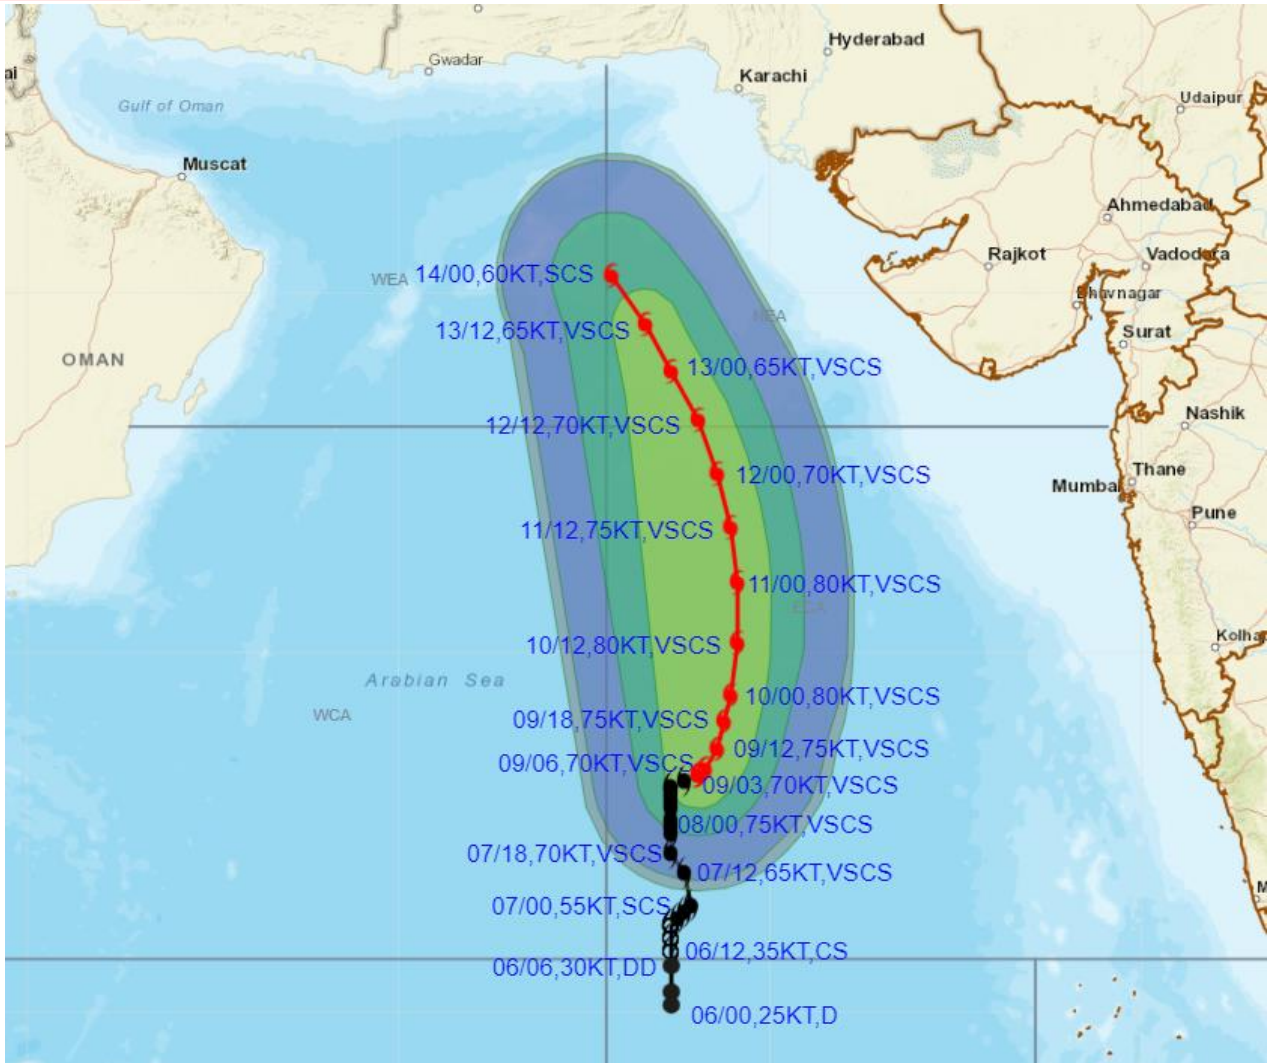 Hyderabad
Gwadar
Karachi
Udaipur
Gulf of Oman
Muscat
Ahmedabad
Rajkot
Vadodara
14/00,60KT,SCS
WEA
Bhavnagar
NEA
13/12,65KT,VSCS
Surat
OMAN
13/00,65KT,VSCS
Nashik
12/12,70KT,VSCS
Thane
12/00,70KT,VSCS
Mumbai
Pune
11/12,75KT,VSCS
11/00,80KT,VSCS
ECA
Kolha
10/12,80KT,VSCS
Arabian Sea
10/00,80KT,VSCS
WCA
09/18,75KT,VSCS
09/12,75KT,VSCS
09/06,70KT,VSCS
09/03,70KT,VSCS
08/00,75KT,VSCS
07/18,70KT,VSCS
07/12,65KT,VSCS
M
07/00,55KT,SCS
06/12,35KT,CS
06/06,30KT,DD
06/00,25KT,D